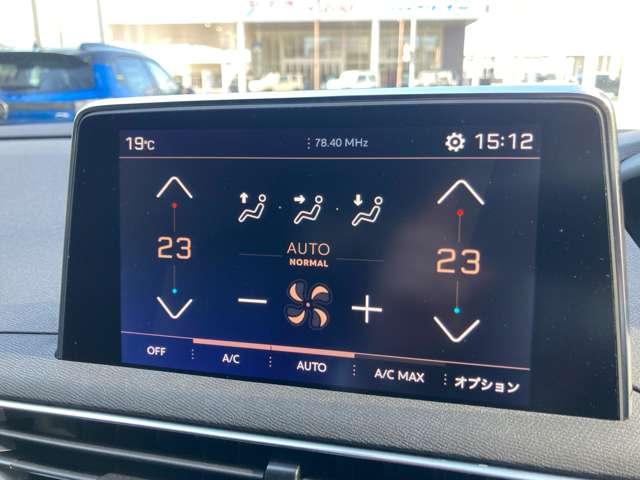 19°C
78.40 MHz
15:12
23
AUTO
NORMAL
23
OFF
A/C
AUTO
A/C MAX
オプション